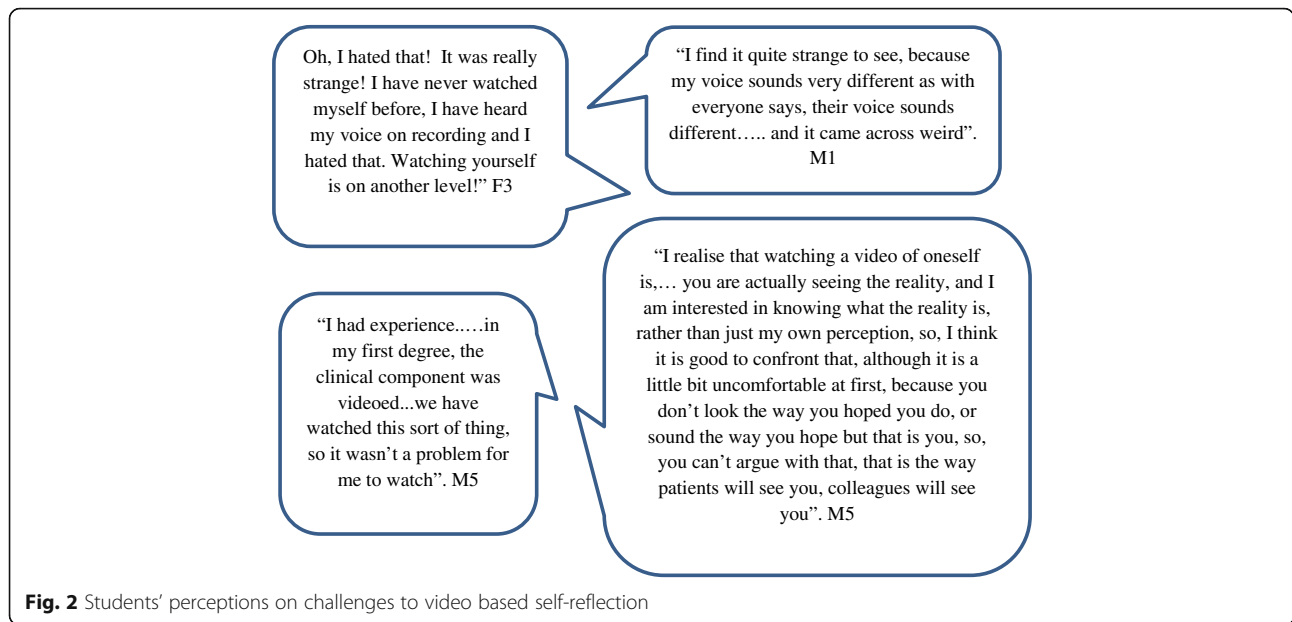 Oh, I hated that! It was really
strange! I have never watched
myself before, I have heard
my voice on recording and I
hated that. Watching yourself
is on another level!” F3
“I find it quite strange to see, because
my voice sounds very different as with
everyone says, their voice sounds
different….. and it came across weird”.
M1
“I had experience..…in
my first degree, the
clinical component was
videoed...we have
watched this sort of thing,
so it wasn’t a problem for
me to watch”. M5
“I realise that watching a video of oneself
is,… you are actually seeing the reality, and I
am interested in knowing what the reality is,
rather than just my own perception, so, I think
it is good to confront that, although it is a
little bit uncomfortable at first, because you
don’t look the way you hoped you do, or
sound the way you hope but that is you, so,
you can’t argue with that, that is the way
patients will see you, colleagues will see
you”. M5
Fig. 2 Students’ perceptions on challenges to video based self-reflection